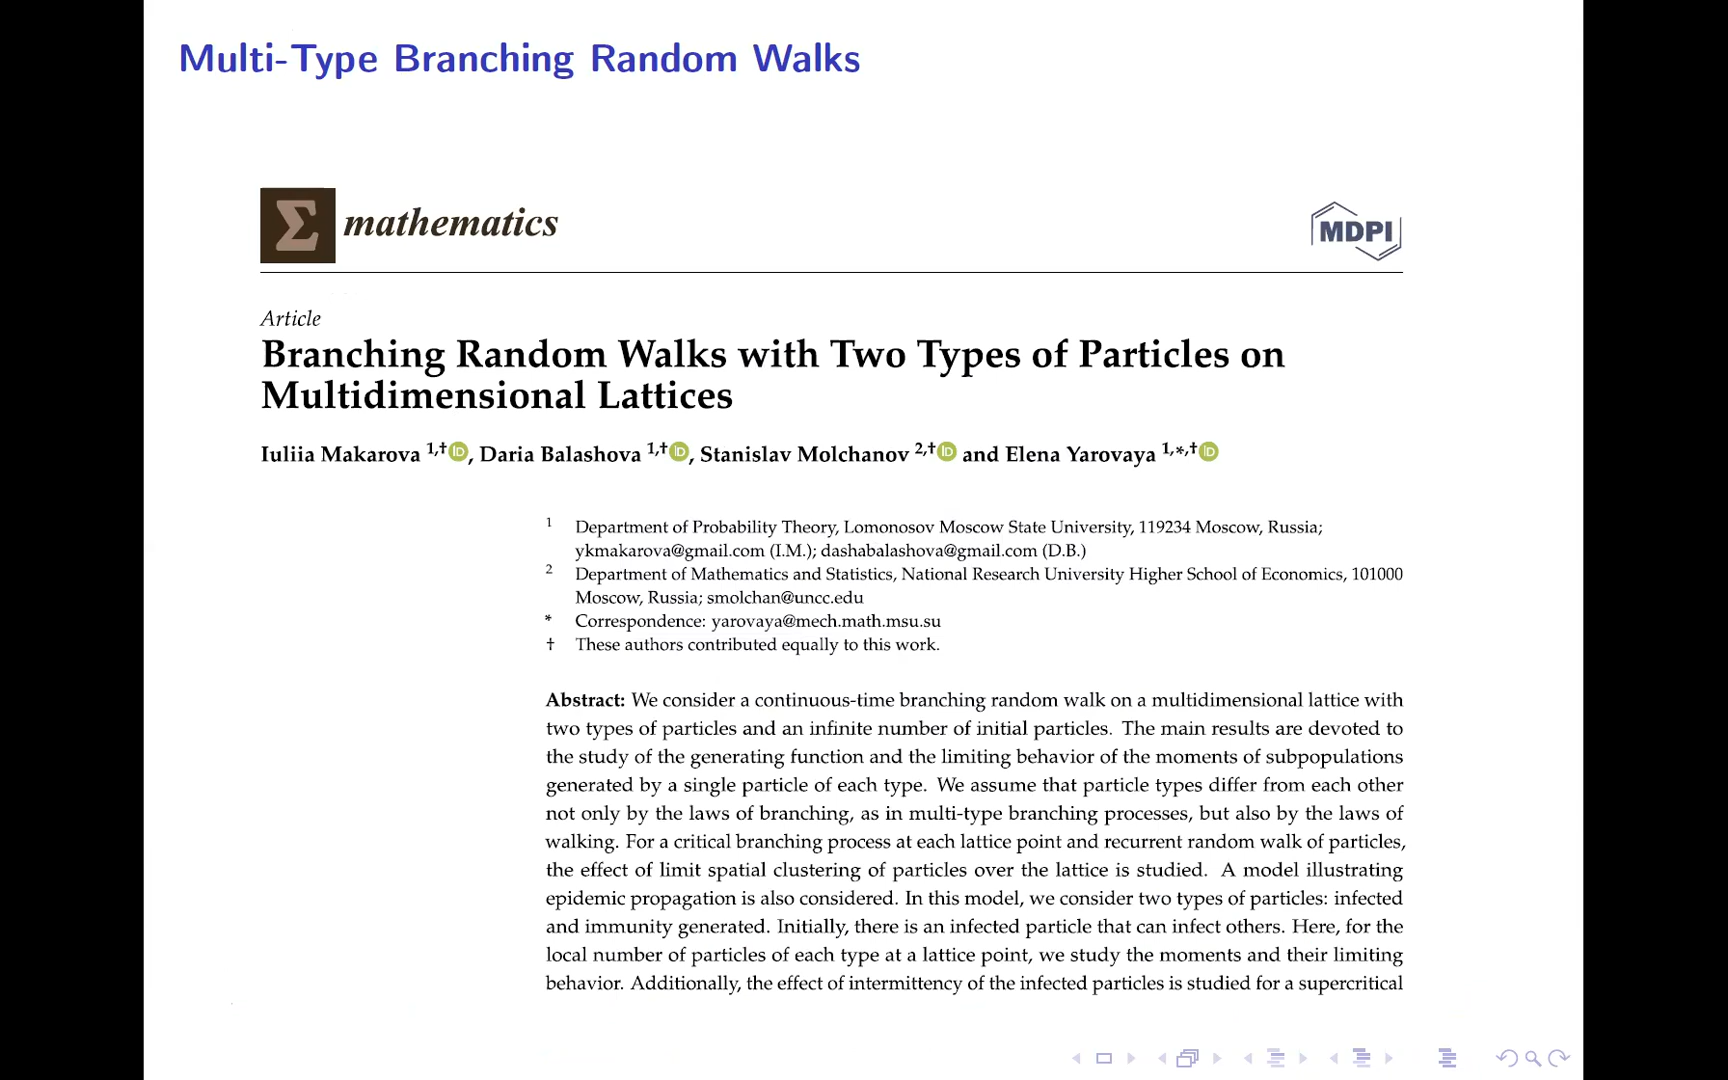 Multi-Type Branching Random Walks
Σ mathematics
MDPI
Article
Branching Random Walks with Two Types of Particles on
Multidimensional Lattices
Iuliia Makarova 1,† iD, Daria Balashova 1,† iD, Stanislav Molchanov 2,† iD and Elena Yarovaya 1,*,† iD
1 Department of Probability Theory, Lomonosov Moscow State University, 119234 Moscow, Russia;
ykmakarova@gmail.com (I.M.); dashabalashova@gmail.com (D.B.)
2 Department of Mathematics and Statistics, National Research University Higher School of Economics, 101000
Moscow, Russia; smolchan@uncc.edu
* Correspondence: yarovaya@mech.math.msu.su
† These authors contributed equally to this work.
Abstract: We consider a continuous-time branching random walk on a multidimensional lattice with
two types of particles and an infinite number of initial particles. The main results are devoted to
the study of the generating function and the limiting behavior of the moments of subpopulations
generated by a single particle of each type. We assume that particle types differ from each other
not only by the laws of branching, as in multi-type branching processes, but also by the laws of
walking. For a critical branching process at each lattice point and recurrent random walk of particles,
the effect of limit spatial clustering of particles over the lattice is studied. A model illustrating
epidemic propagation is also considered. In this model, we consider two types of particles: infected
and immunity generated. Initially, there is an infected particle that can infect others. Here, for the
local number of particles of each type at a lattice point, we study the moments and their limiting
behavior. Additionally, the effect of intermittency of the infected particles is studied for a supercritical